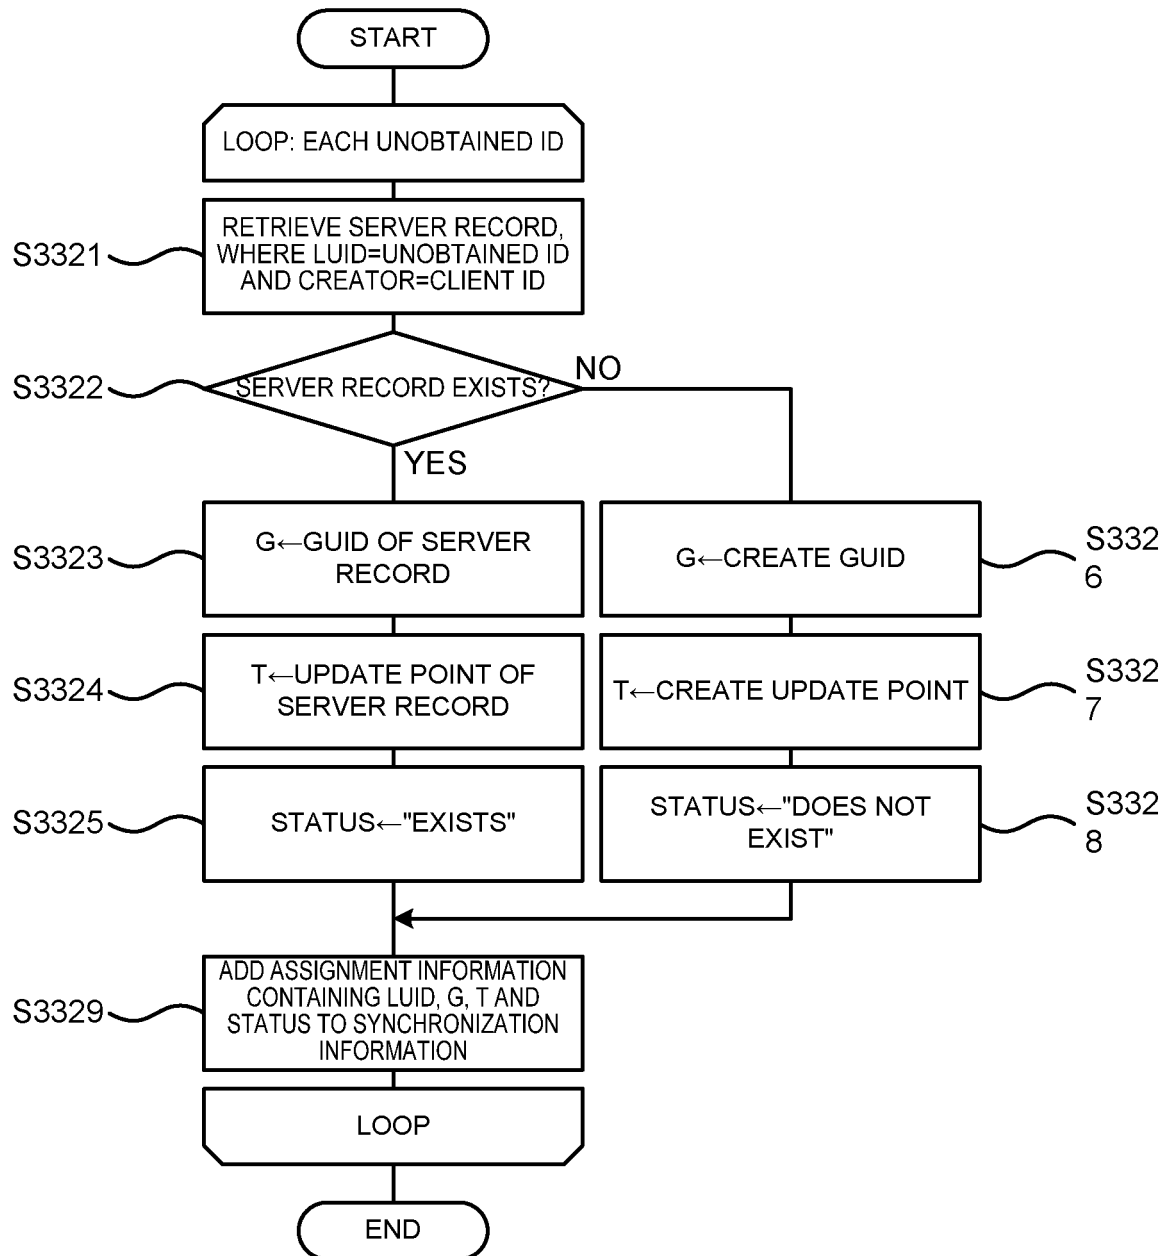 START
LOOP: EACH UNOBTAINED ID
S3321
RETRIEVE SERVER RECORD,
WHERE LUID=UNOBTAINED ID
AND CREATOR=CLIENT ID
S3322
SERVER RECORD EXISTS?
NO
YES
S3323
G←GUID OF SERVER
RECORD
G←CREATE GUID
S332
6
S3324
T←UPDATE POINT OF
SERVER RECORD
T←CREATE UPDATE POINT
S332
7
S3325
STATUS←"EXISTS"
STATUS←"DOES NOT
EXIST"
S332
8
S3329
ADD ASSIGNMENT INFORMATION
CONTAINING LUID, G, T AND
STATUS TO SYNCHRONIZATION
INFORMATION
LOOP
END